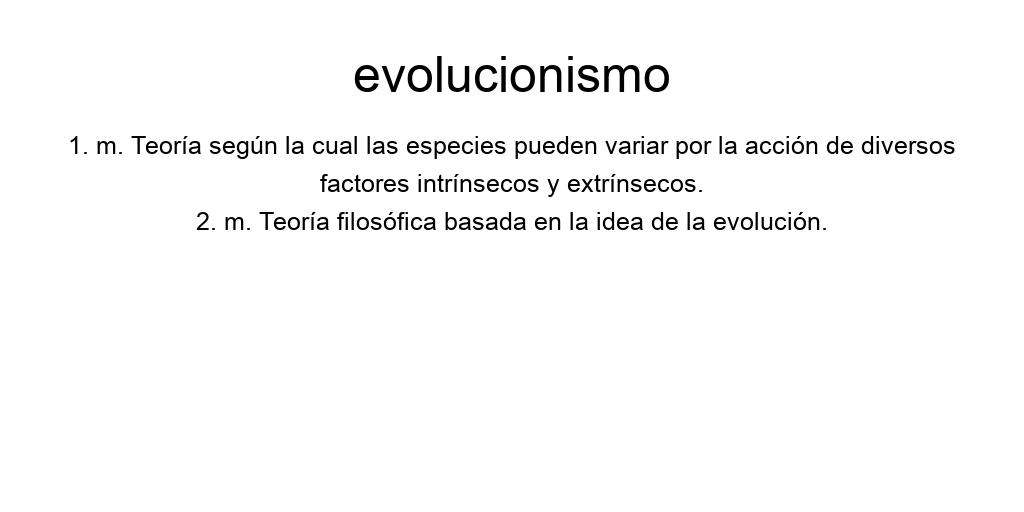 evolucionismo
1. m. Teoría según la cual las especies pueden variar por la acción de diversos
factores intrínsecos y extrínsecos.
2. m. Teoría filosófica basada en la idea de la evolución.